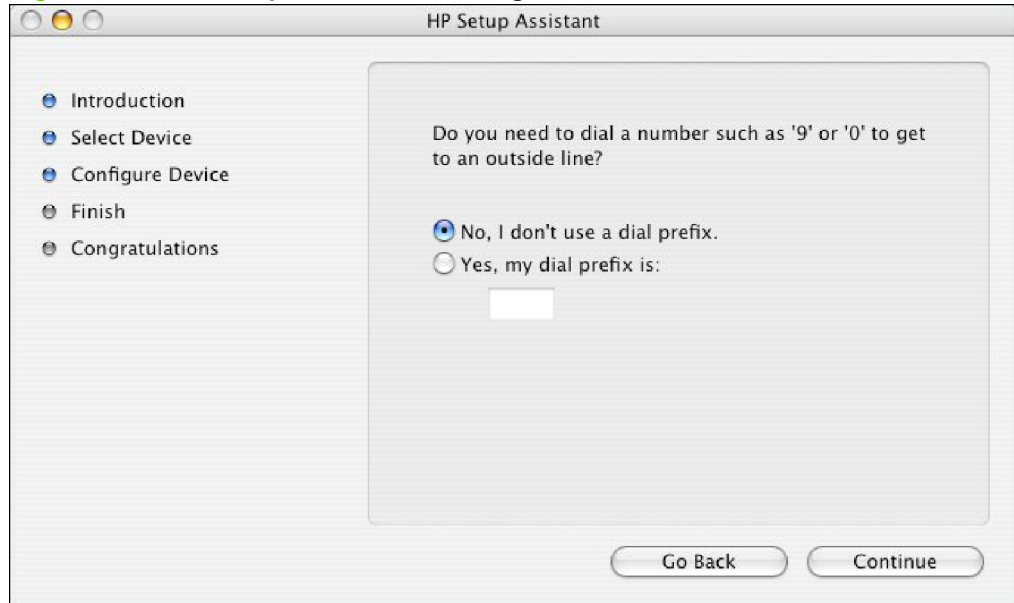 HP Setup Assistant
Introduction
Select Device
Configure Device
Finish
Congratulations
Do you need to dial a number such as '9' or '0' to get
to an outside line?
No, I don't use a dial prefix.
Yes, my dial prefix is:
Go Back
Continue